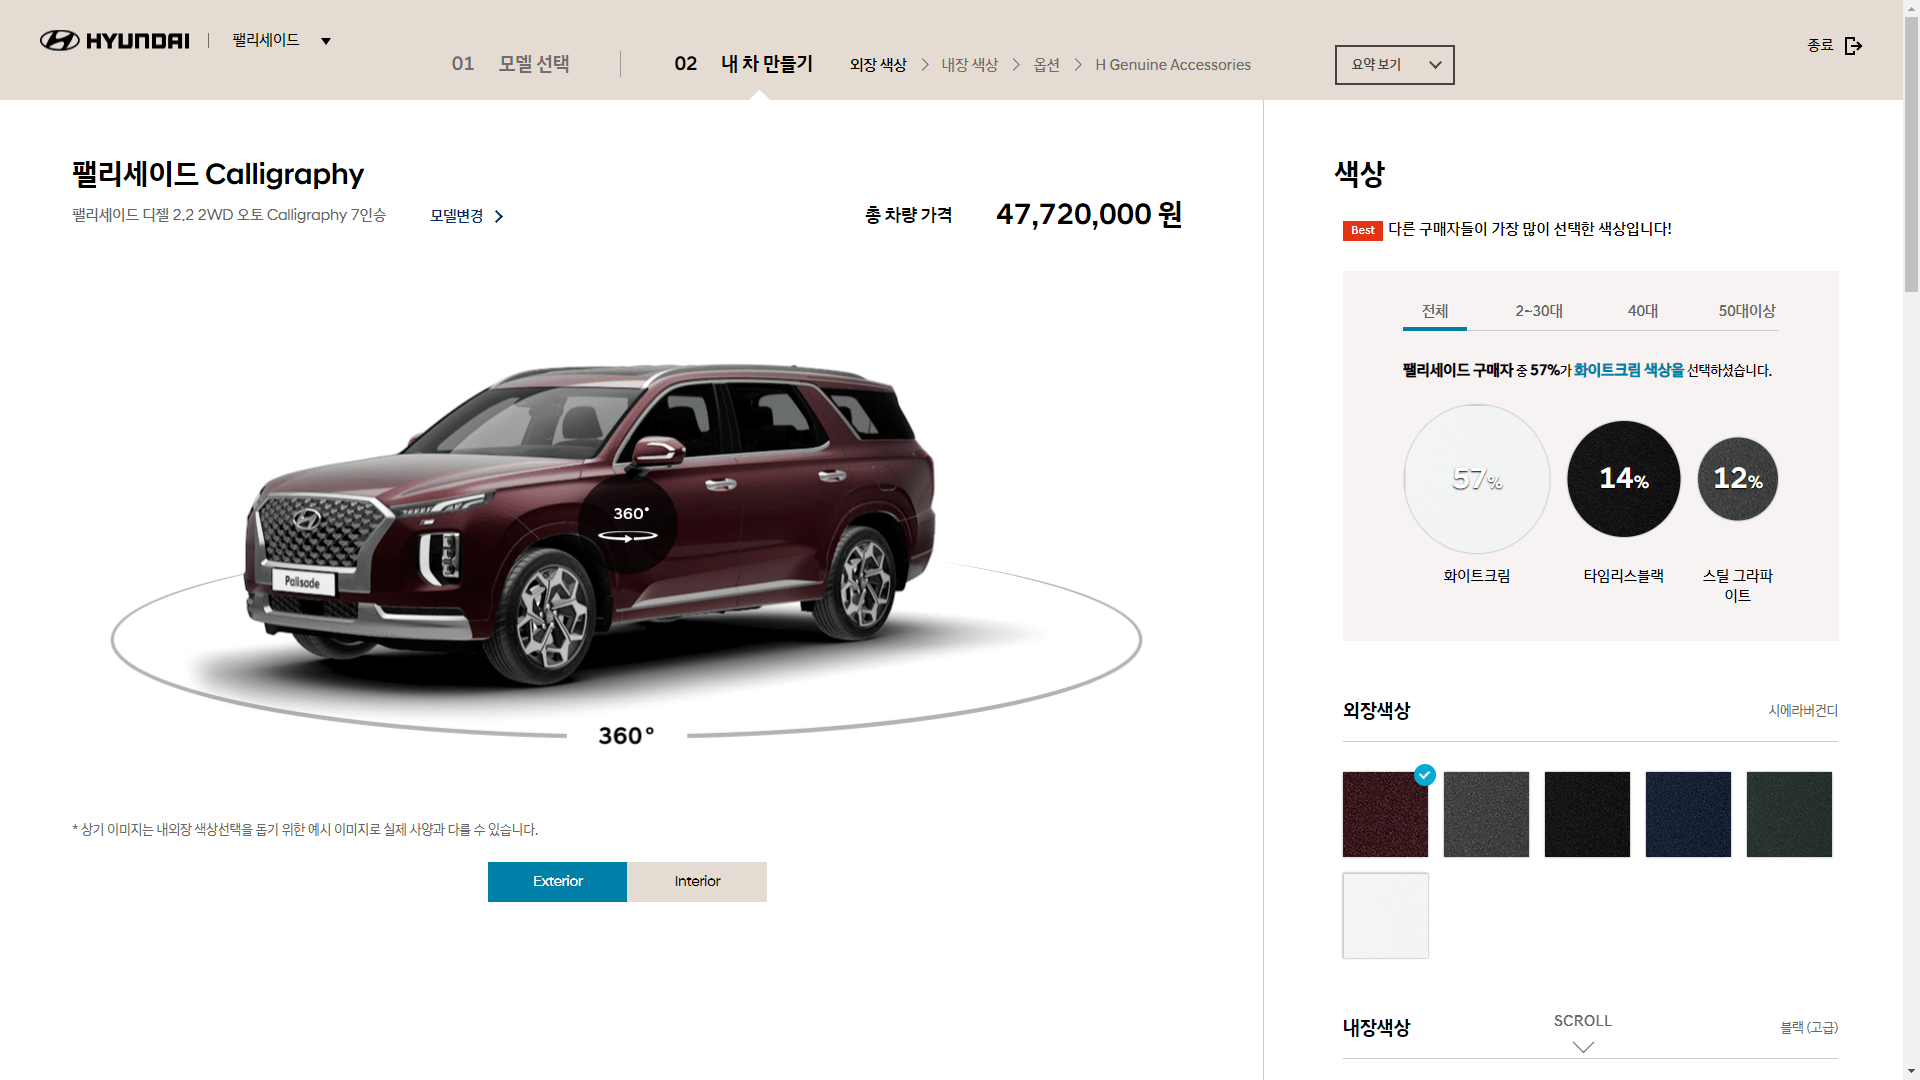 HYUNDAI
팰리세이드
01 모델 선택
02 내 차 만들기
외장 색상
내장 색상
옵션
H Genuine Accessories
요약 보기
종료
팰리세이드 Calligraphy
팰리세이드 디젤 2.2 2WD 오토 Calligraphy 7인승
모델변경
총 차량 가격
47,720,000 원
360°
Palisade
360°
* 상기 이미지는 내외장 색상선택을 돕기 위한 예시 이미지로 실제 사양과 다를 수 있습니다.
Exterior
Interior
색상
Best 다른 구매자들이 가장 많이 선택한 색상입니다!
전체
2~30대
40대
50대이상
팰리세이드 구매자 중 57%가 화이트크림 색상을 선택하셨습니다.
57%
14%
12%
화이트크림
타임리스블랙
스틸 그라파
이트
외장색상
시에라버건디
내장색상
SCROLL
블랙 (고급)